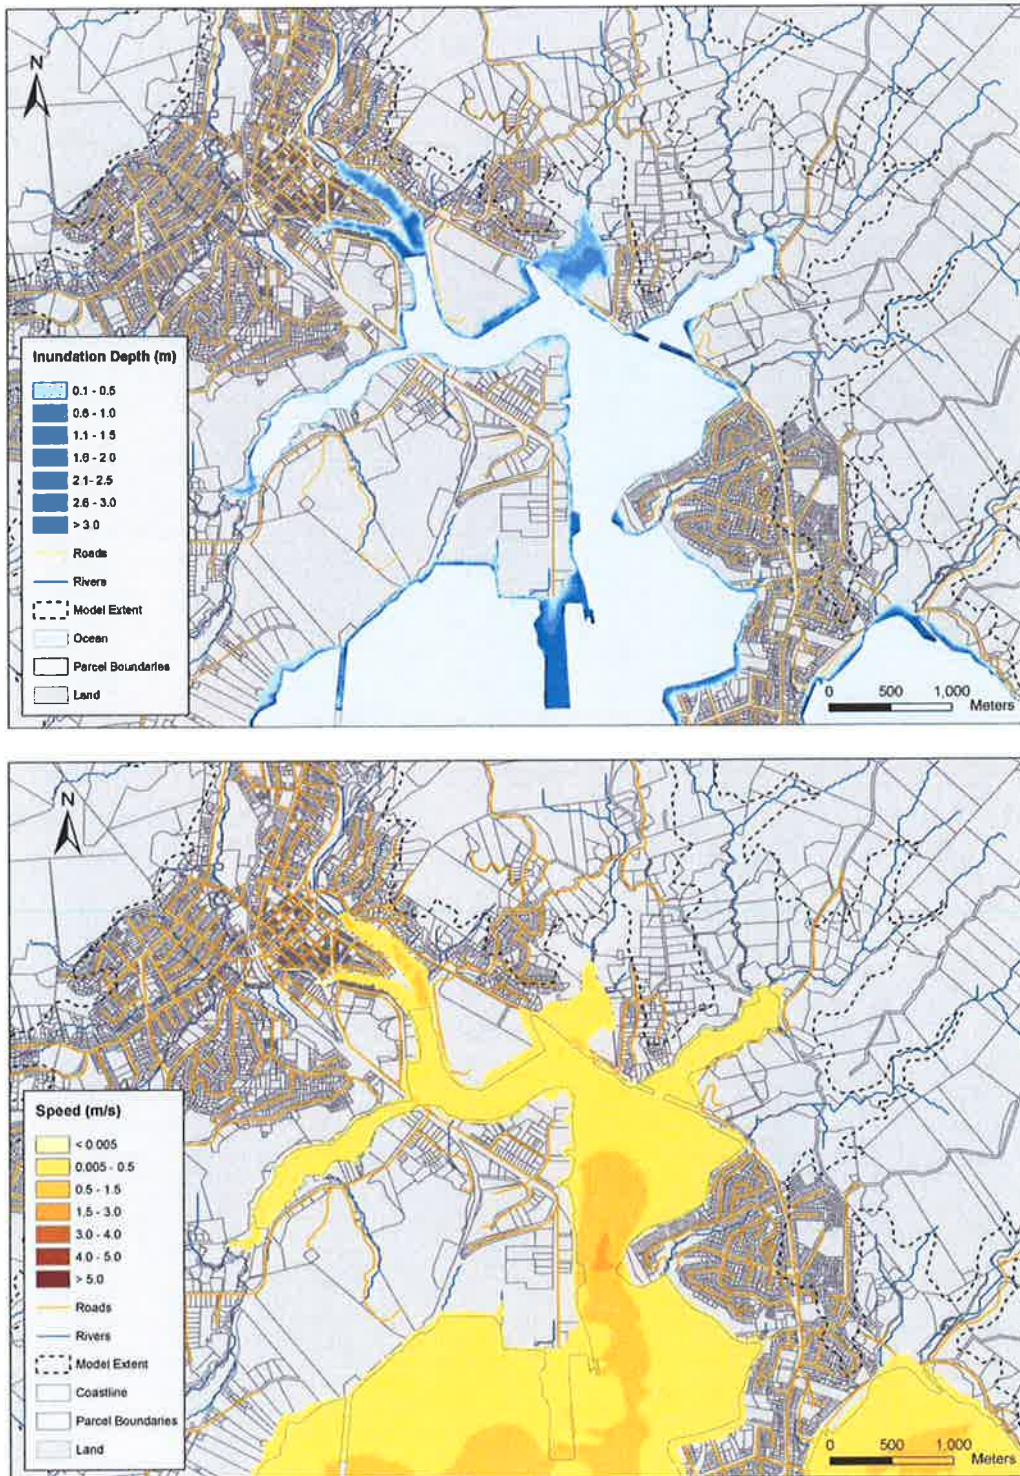 N
Inundation Depth (m)
0.1 - 0.5
0.6 - 1.0
1.1 - 1.5
1.6 - 2.0
2.1- 2.5
2.6 - 3.0
> 3.0
Roads
Rivers
Model Extent
Ocean
Parcel Boundaries
Land
0 500 1,000
Meters
N
Speed (m/s)
< 0.005
0.005 - 0.5
0.5 - 1.5
1.5 - 3.0
3.0 - 4.0
4.0 - 5.0
> 5.0
Roads
Rivers
Model Extent
Coastline
Parcel Boundaries
Land
0 500 1,000
Meters